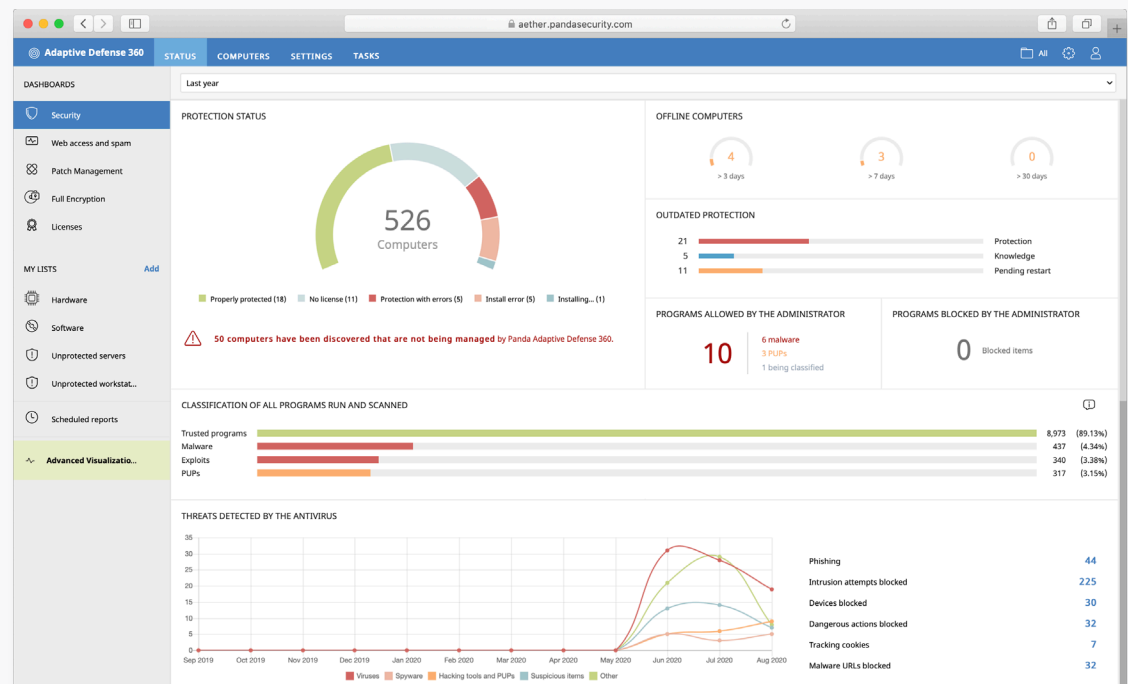 aether.pandasecurity.com
Adaptive Defense 360
STATUS COMPUTERS SETTINGS TASKS
All
DASHBOARDS
Security
Web access and spam
Patch Management
Full Encryption
Licenses
MY LISTS Add
Hardware
Software
Unprotected servers
Unprotected workstat...
Scheduled reports
Advanced Visualizatio...
Last year
PROTECTION STATUS
526
Computers
Properly protected (18) No license (11) Protection with errors (5) Install error (5) Installing... (1)
50 computers have been discovered that are not being managed by Panda Adaptive Defense 360.
OFFLINE COMPUTERS
4 3 0
> 3 days > 7 days > 30 days
OUTDATED PROTECTION
21 Protection
5 Knowledge
11 Pending restart
PROGRAMS ALLOWED BY THE ADMINISTRATOR
10
6 malware
3 PUPs
1 being classified
PROGRAMS BLOCKED BY THE ADMINISTRATOR
0 Blocked items
CLASSIFICATION OF ALL PROGRAMS RUN AND SCANNED
Trusted programs 8,973 (89.13%)
Malware 437 (4.34%)
Exploits 340 (3.38%)
PUPs 317 (3.15%)
THREATS DETECTED BY THE ANTIVIRUS
35
30
25
20
15
10
5
0
Sep 2019 Oct 2019 Nov 2019 Dec 2019 Jan 2020 Feb 2020 Mar 2020 Apr 2020 May 2020 Jun 2020 Jul 2020 Aug 2020
Viruses Spyware Hacking tools and PUPs Suspicious items Other
Phishing 44
Intrusion attempts blocked 225
Devices blocked 30
Dangerous actions blocked 32
Tracking cookies 7
Malware URLs blocked 32